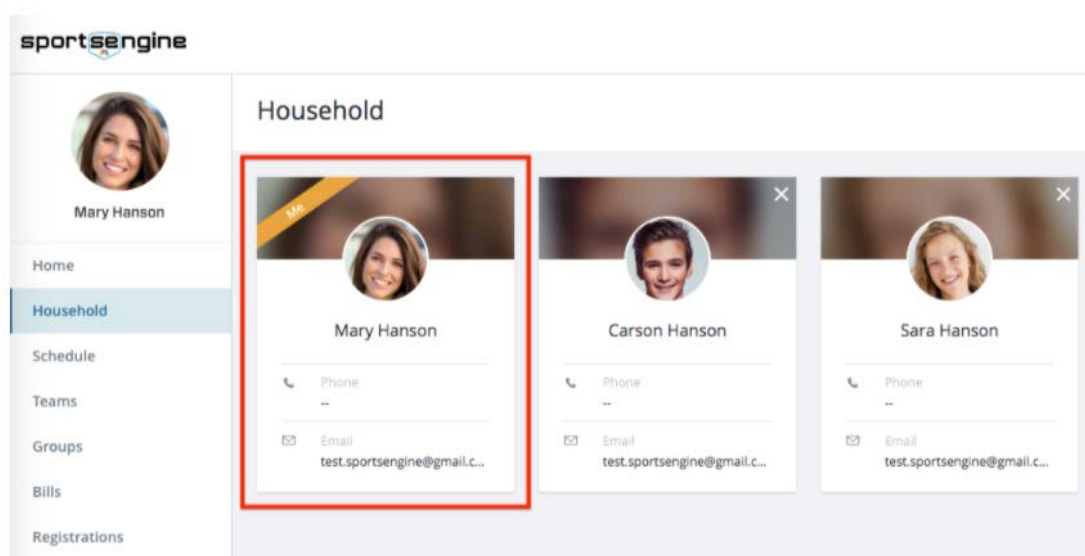 sportsengine
Mary Hanson
Home
Household
Schedule
Teams
Groups
Bills
Registrations
Household
Me
Mary Hanson
Phone
--
Email
test.sportsengine@gmail.c...
Carson Hanson
Phone
--
Email
test.sportsengine@gmail.c...
Sara Hanson
Phone
--
Email
test.sportsengine@gmail.c...